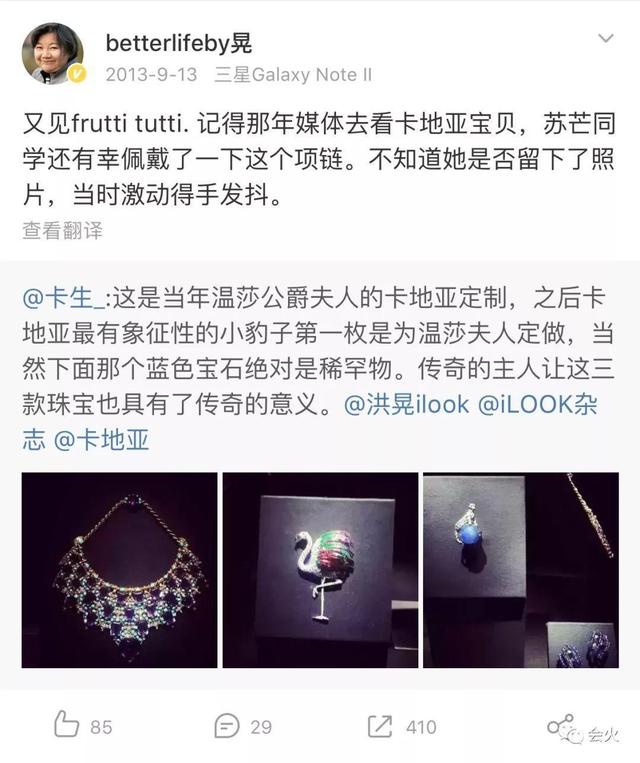 betterlifeby晃
2013-9-13 三星Galaxy Note II
又见frutti tutti. 记得那年媒体去看卡地亚宝贝，苏芒同
学还有幸佩戴了一下这个项链。不知道她是否留下了照
片，当时激动得手发抖。
查看翻译
@卡生_:这是当年温莎公爵夫人的卡地亚定制，之后卡
地亚最有象征性的小豹子第一枚是为温莎夫人定做，当
然下面那个蓝色宝石绝对是稀罕物。传奇的主人让这三
款珠宝也具有了传奇的意义。@洪晃ilook @iLOOK杂
志 @卡地亚
85 29 410
会火